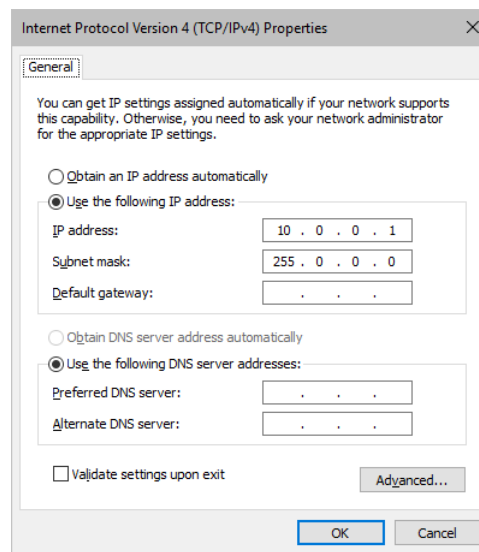 Internet Protocol Version 4 (TCP/IPv4) Properties
General
You can get IP settings assigned automatically if your network supports
this capability. Otherwise, you need to ask your network administrator
for the appropriate IP settings.
Obtain an IP address automatically
Use the following IP address:
IP address: 10 . 0 . 0 . 1
Subnet mask: 255 . 0 . 0 . 0
Default gateway: . . .
Obtain DNS server address automatically
Use the following DNS server addresses:
Preferred DNS server: . . .
Alternate DNS server: . . .
Validate settings upon exit
Advanced...
OK Cancel